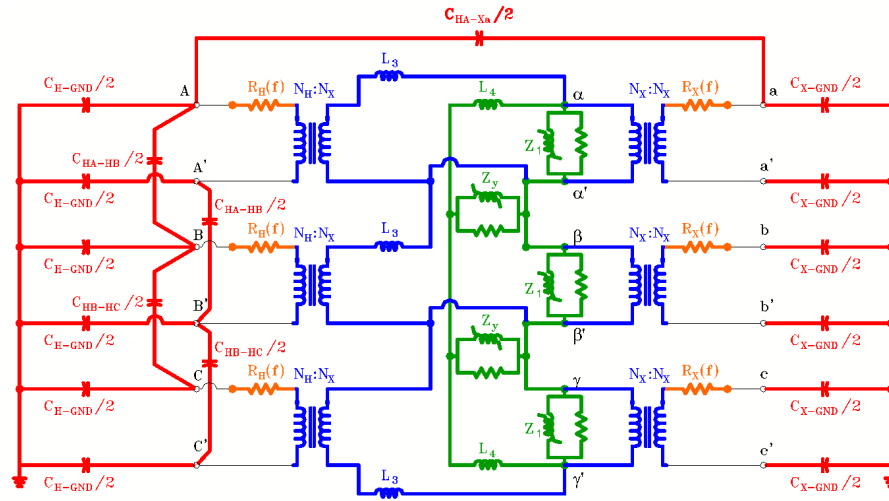 C_HA-Xa/2
L_3
C_H-GND/2
A
R_H(f)
N_H:N_X
L_4
α
N_X:N_X
R_X(f)
a
C_X-GND/2
Z_1
C_HA-HB/2
A'
a'
C_H-GND/2
Z_y
α'
C_X-GND/2
C_HA-HB/2
B
R_H(f)
N_H:N_X
L_3
β
N_X:N_X
R_X(f)
b
C_H-GND/2
C_X-GND/2
Z_1
C_HB-HC/2
B'
b'
C_H-GND/2
Z_y
β'
C_X-GND/2
C_HB-HC/2
C
R_H(f)
N_H:N_X
γ
N_X:N_X
R_X(f)
c
C_H-GND/2
C_X-GND/2
Z_1
C'
L_4
c'
C_H-GND/2
L_3
γ'
C_X-GND/2